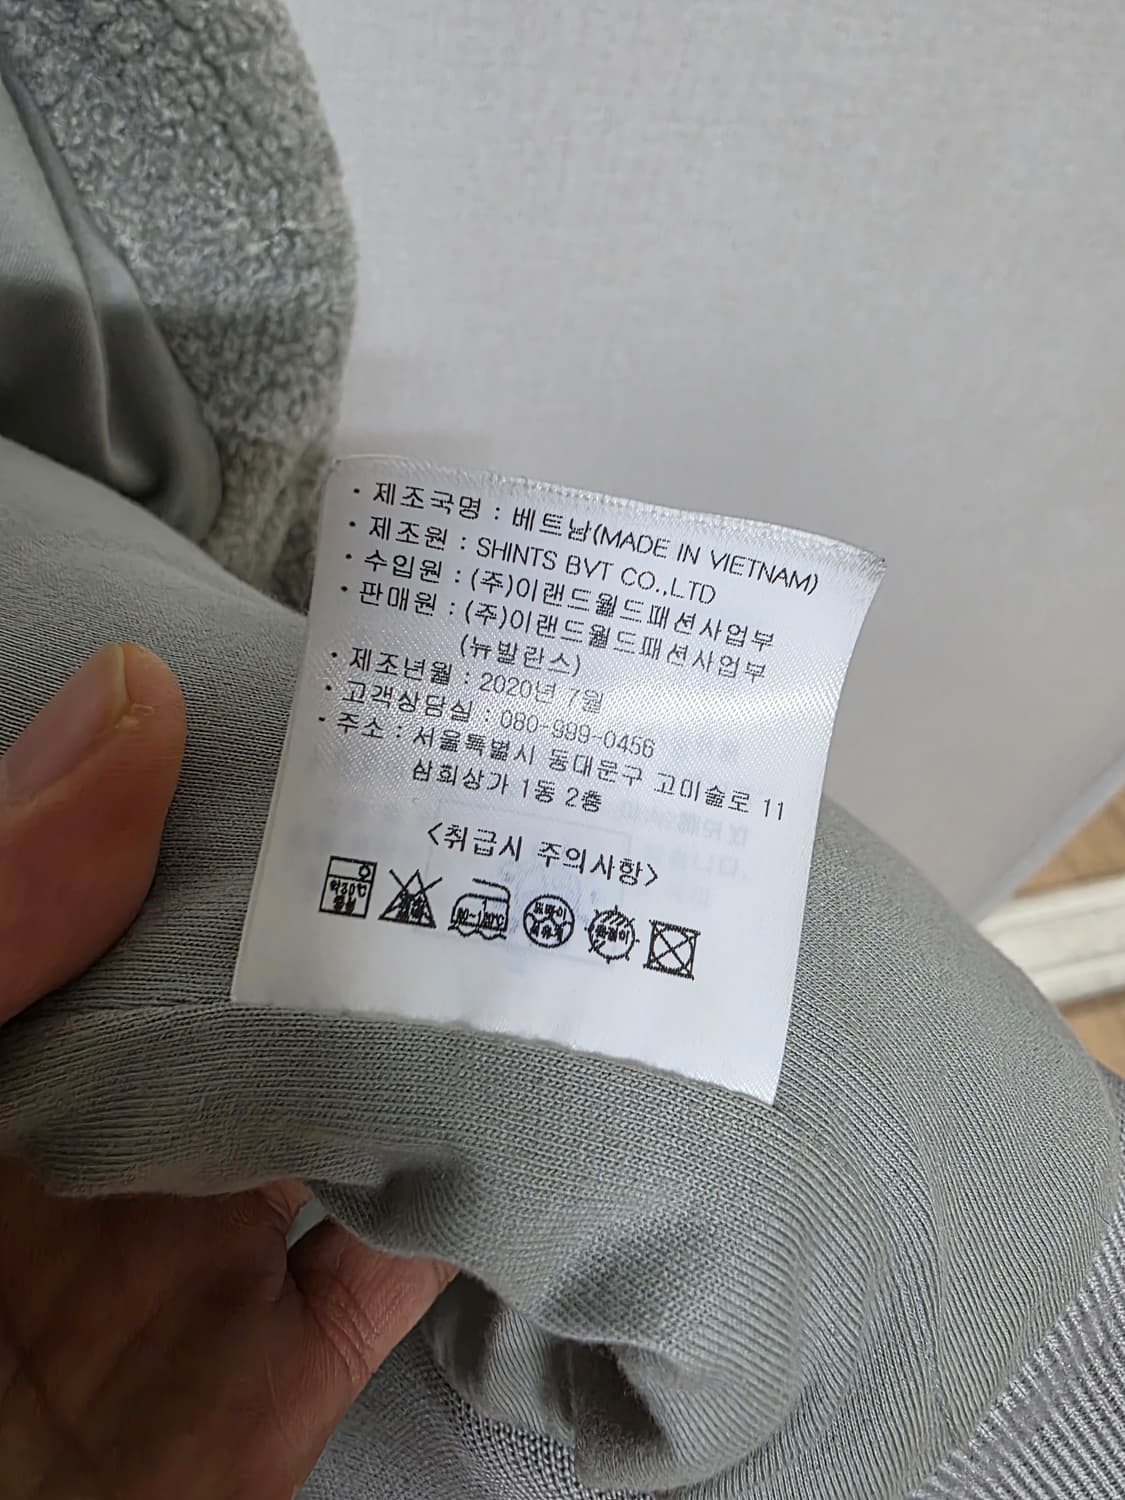 · 제조국명 : 베트남(MADE IN VIETNAM)
· 제조원 : SHINTS BVT CO.,LTD
· 수입원 : (주)이랜드월드패션사업부
· 판매원 : (주)이랜드월드패션사업부
(뉴발란스)
· 제조년월 : 2020년 7월
· 고객상담실 : 080-999-0456
· 주소 : 서울특별시 동대문구 고미술로 11
삼희상가 1동 2층
<취급시 주의사항>